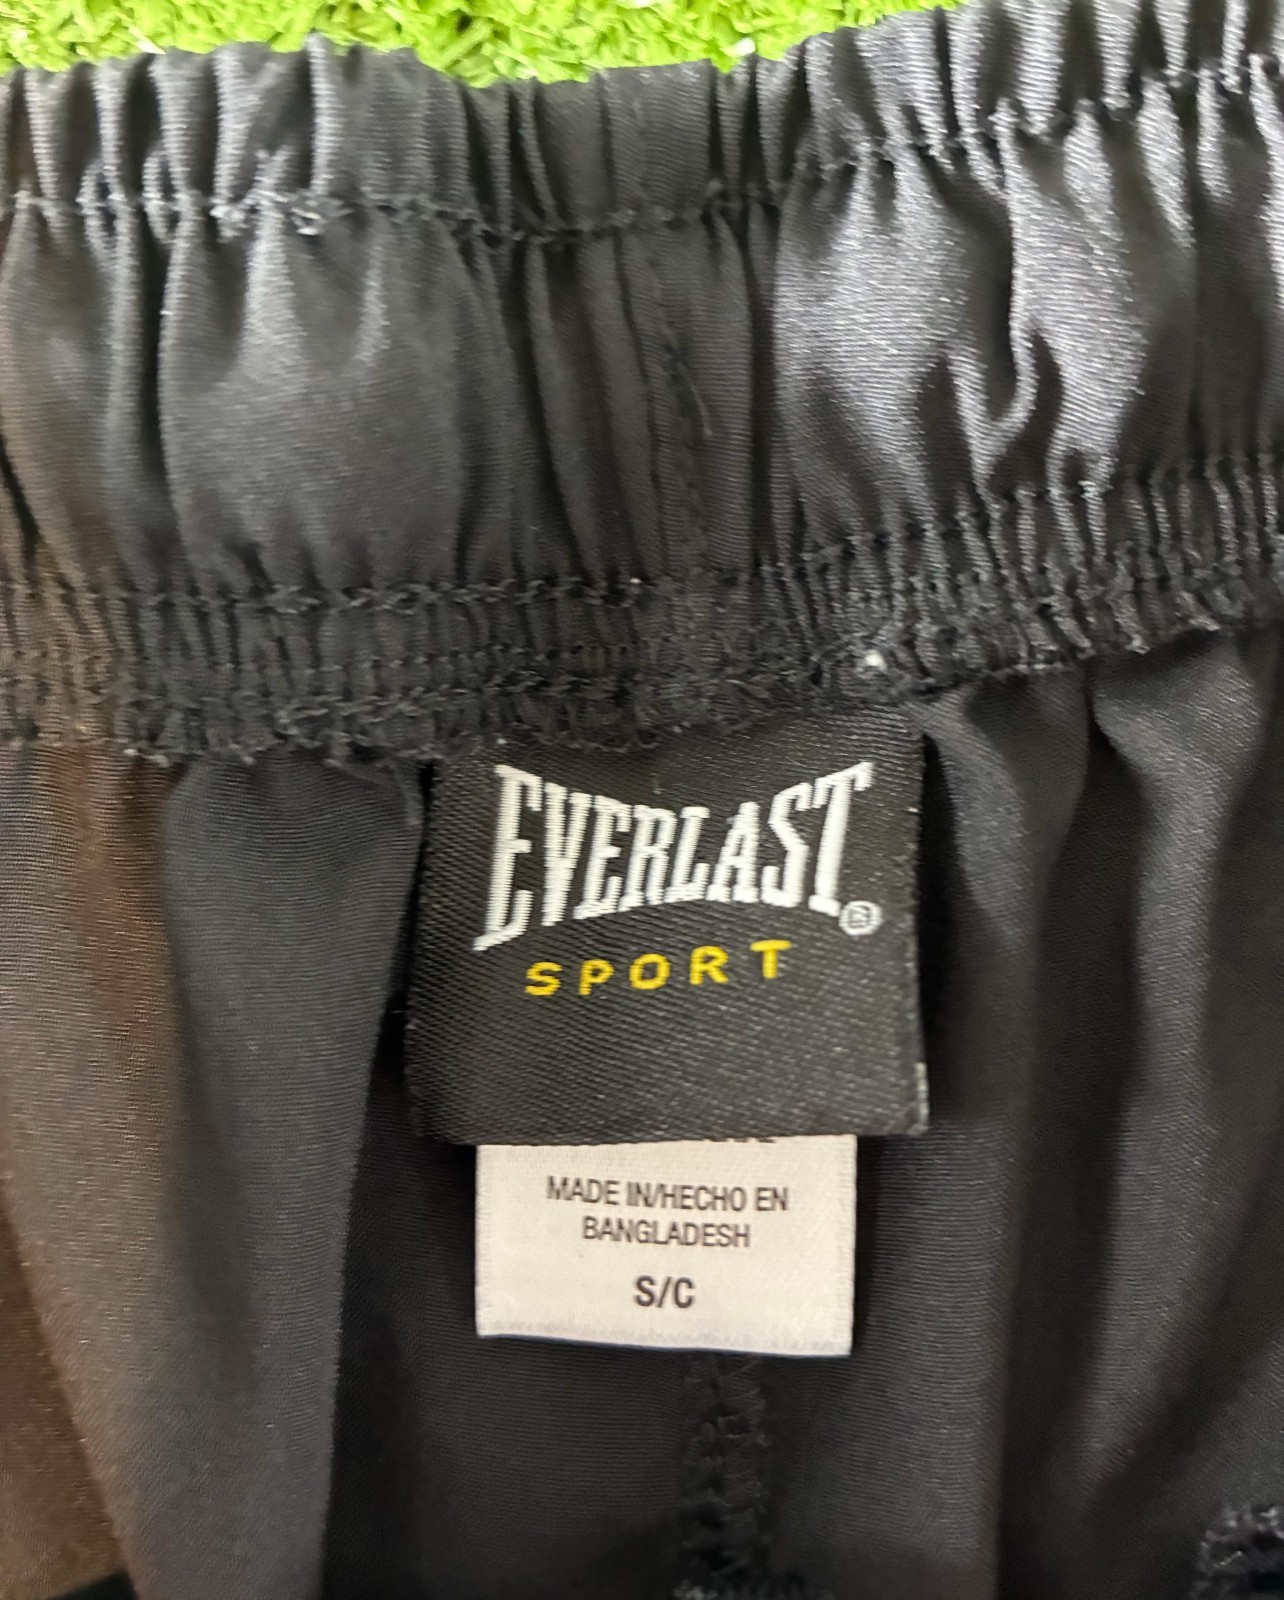 EVERLAST®
SPORT
MADE IN/HECHO EN
BANGLADESH
S/C